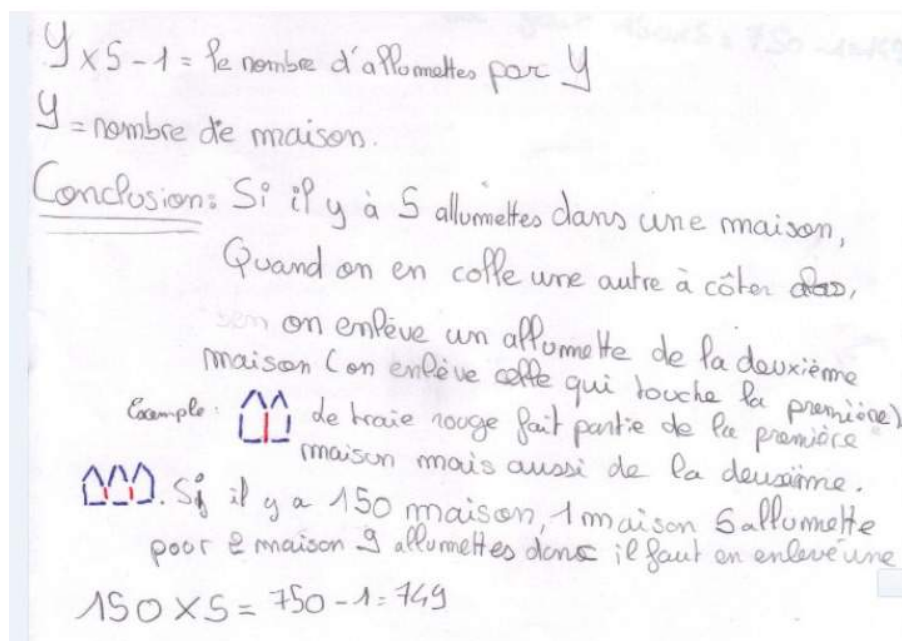 Y x 5 - 1 = le nombre d'allumettes par Y
Y = nombre de maison.
Conclusion: Si il y à 5 allumettes dans une maison,
Quand on en colle une autre à côter
on enlève un allumette de la deuxième
maison (on enlève celle qui touche la première)
Exemple: de traie rouge fait partie de la première
maison mais aussi de la deuxième.
. Si il y a 150 maison, 1 maison 5 allumette
pour 2 maison 9 allumettes donc il faut en enlevé une
150 x 5 = 750 - 1 = 749